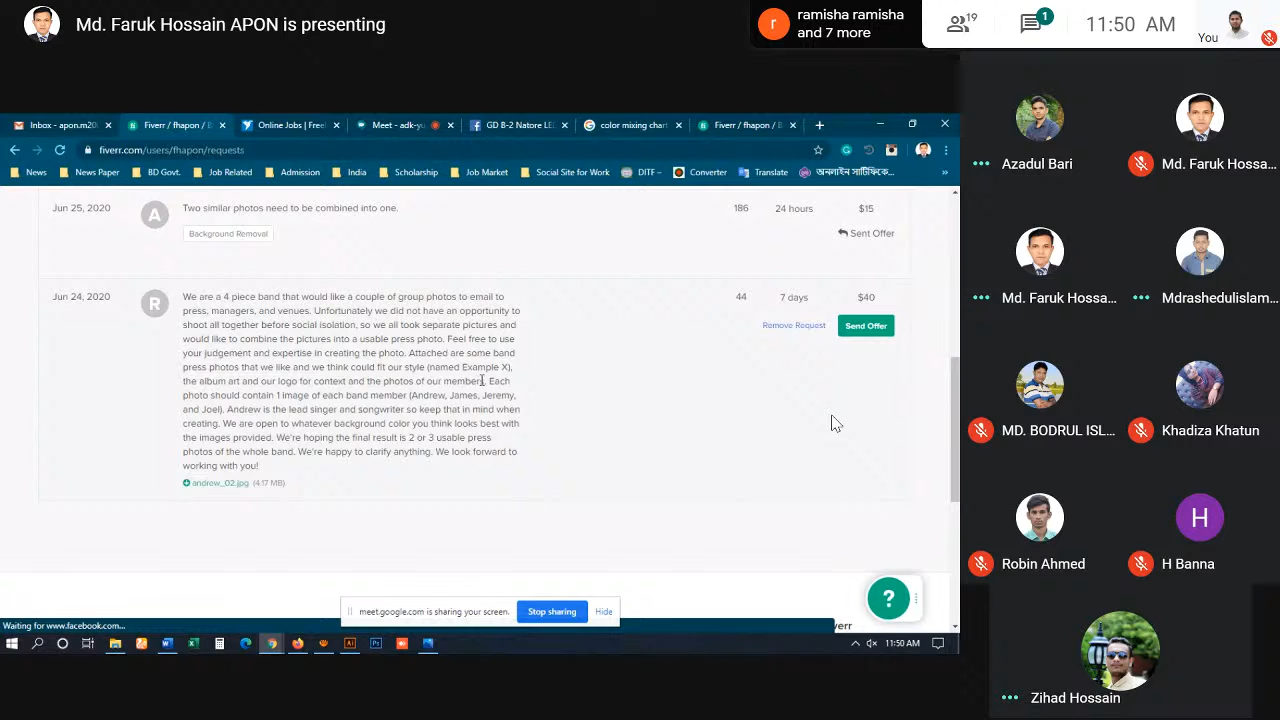 Md. Faruk Hossain APON is presenting
r
ramisha ramisha
and 7 more
19
1
11:50 AM
You
Inbox - apon.m20
Fiverr / fhapon / B
Online Jobs | Free
Meet - adk-yu
GD B-2 Natore LE
color mixing chart
Fiverr / fhapon / B
fiverr.com/users/fhapon/requests
News
News Paper
BD Govt.
Job Related
Admission
India
Scholarship
Job Market
Social Site for Work
DITF -
Converter
Translate
অনলাইন সার্টিফিকে...
Jun 25, 2020
A
Two similar photos need to be combined into one.
186
24 hours
$15
Background Removal
Sent Offer
Jun 24, 2020
R
We are a 4 piece band that would like a couple of group photos to email to
press, managers, and venues. Unfortunately we did not have an opportunity to
shoot all together before social isolation, so we all took separate pictures and
would like to combine the pictures into a usable press photo. Feel free to use
your judgement and expertise in creating the photo. Attached are some band
press photos that we like and we think could fit our style (named Example X),
the album art and our logo for context and the photos of our members. Each
photo should contain 1 image of each band member (Andrew, James, Jeremy,
and Joel). Andrew is the lead singer and songwriter so keep that in mind when
creating. We are open to whatever background color you think looks best with
the images provided. We're hoping the final result is 2 or 3 usable press
photos of the whole band. We're happy to clarify anything. We look forward to
working with you!
andrew_02.jpg (4.17 MB)
44
7 days
$40
Remove Request
Send Offer
?
meet.google.com is sharing your screen.
Stop sharing
Hide
Waiting for www.facebook.com...
verr
11:50 AM
Azadul Bari
Md. Faruk Hossa...
Md. Faruk Hossa...
Mdrashedulislam...
MD. BODRUL ISL...
Khadiza Khatun
Robin Ahmed
H
H Banna
Zihad Hossain